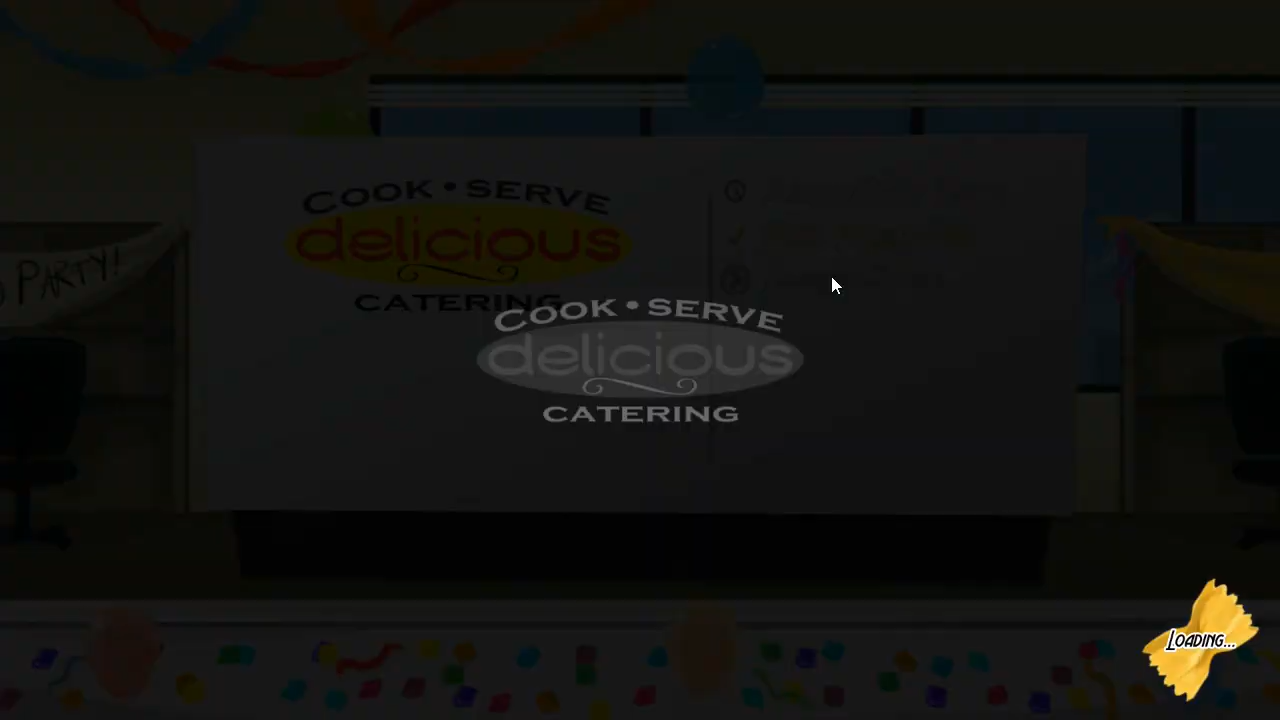 PARTY!
COOK • SERVE
delicious
CATERING
COOK • SERVE
delicious
CATERING
LOADING...